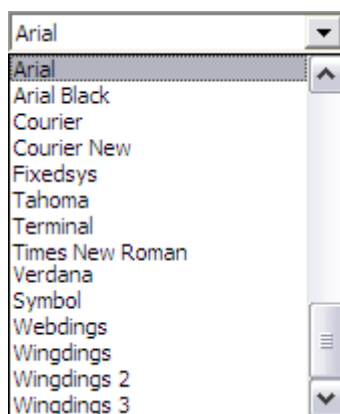 Arial
Arial
Arial Black
Courier
Courier New
Fixedsys
Tahoma
Terminal
Times New Roman
Verdana
Symbol
Webdings
Wingdings
Wingdings 2
Wingdings 3